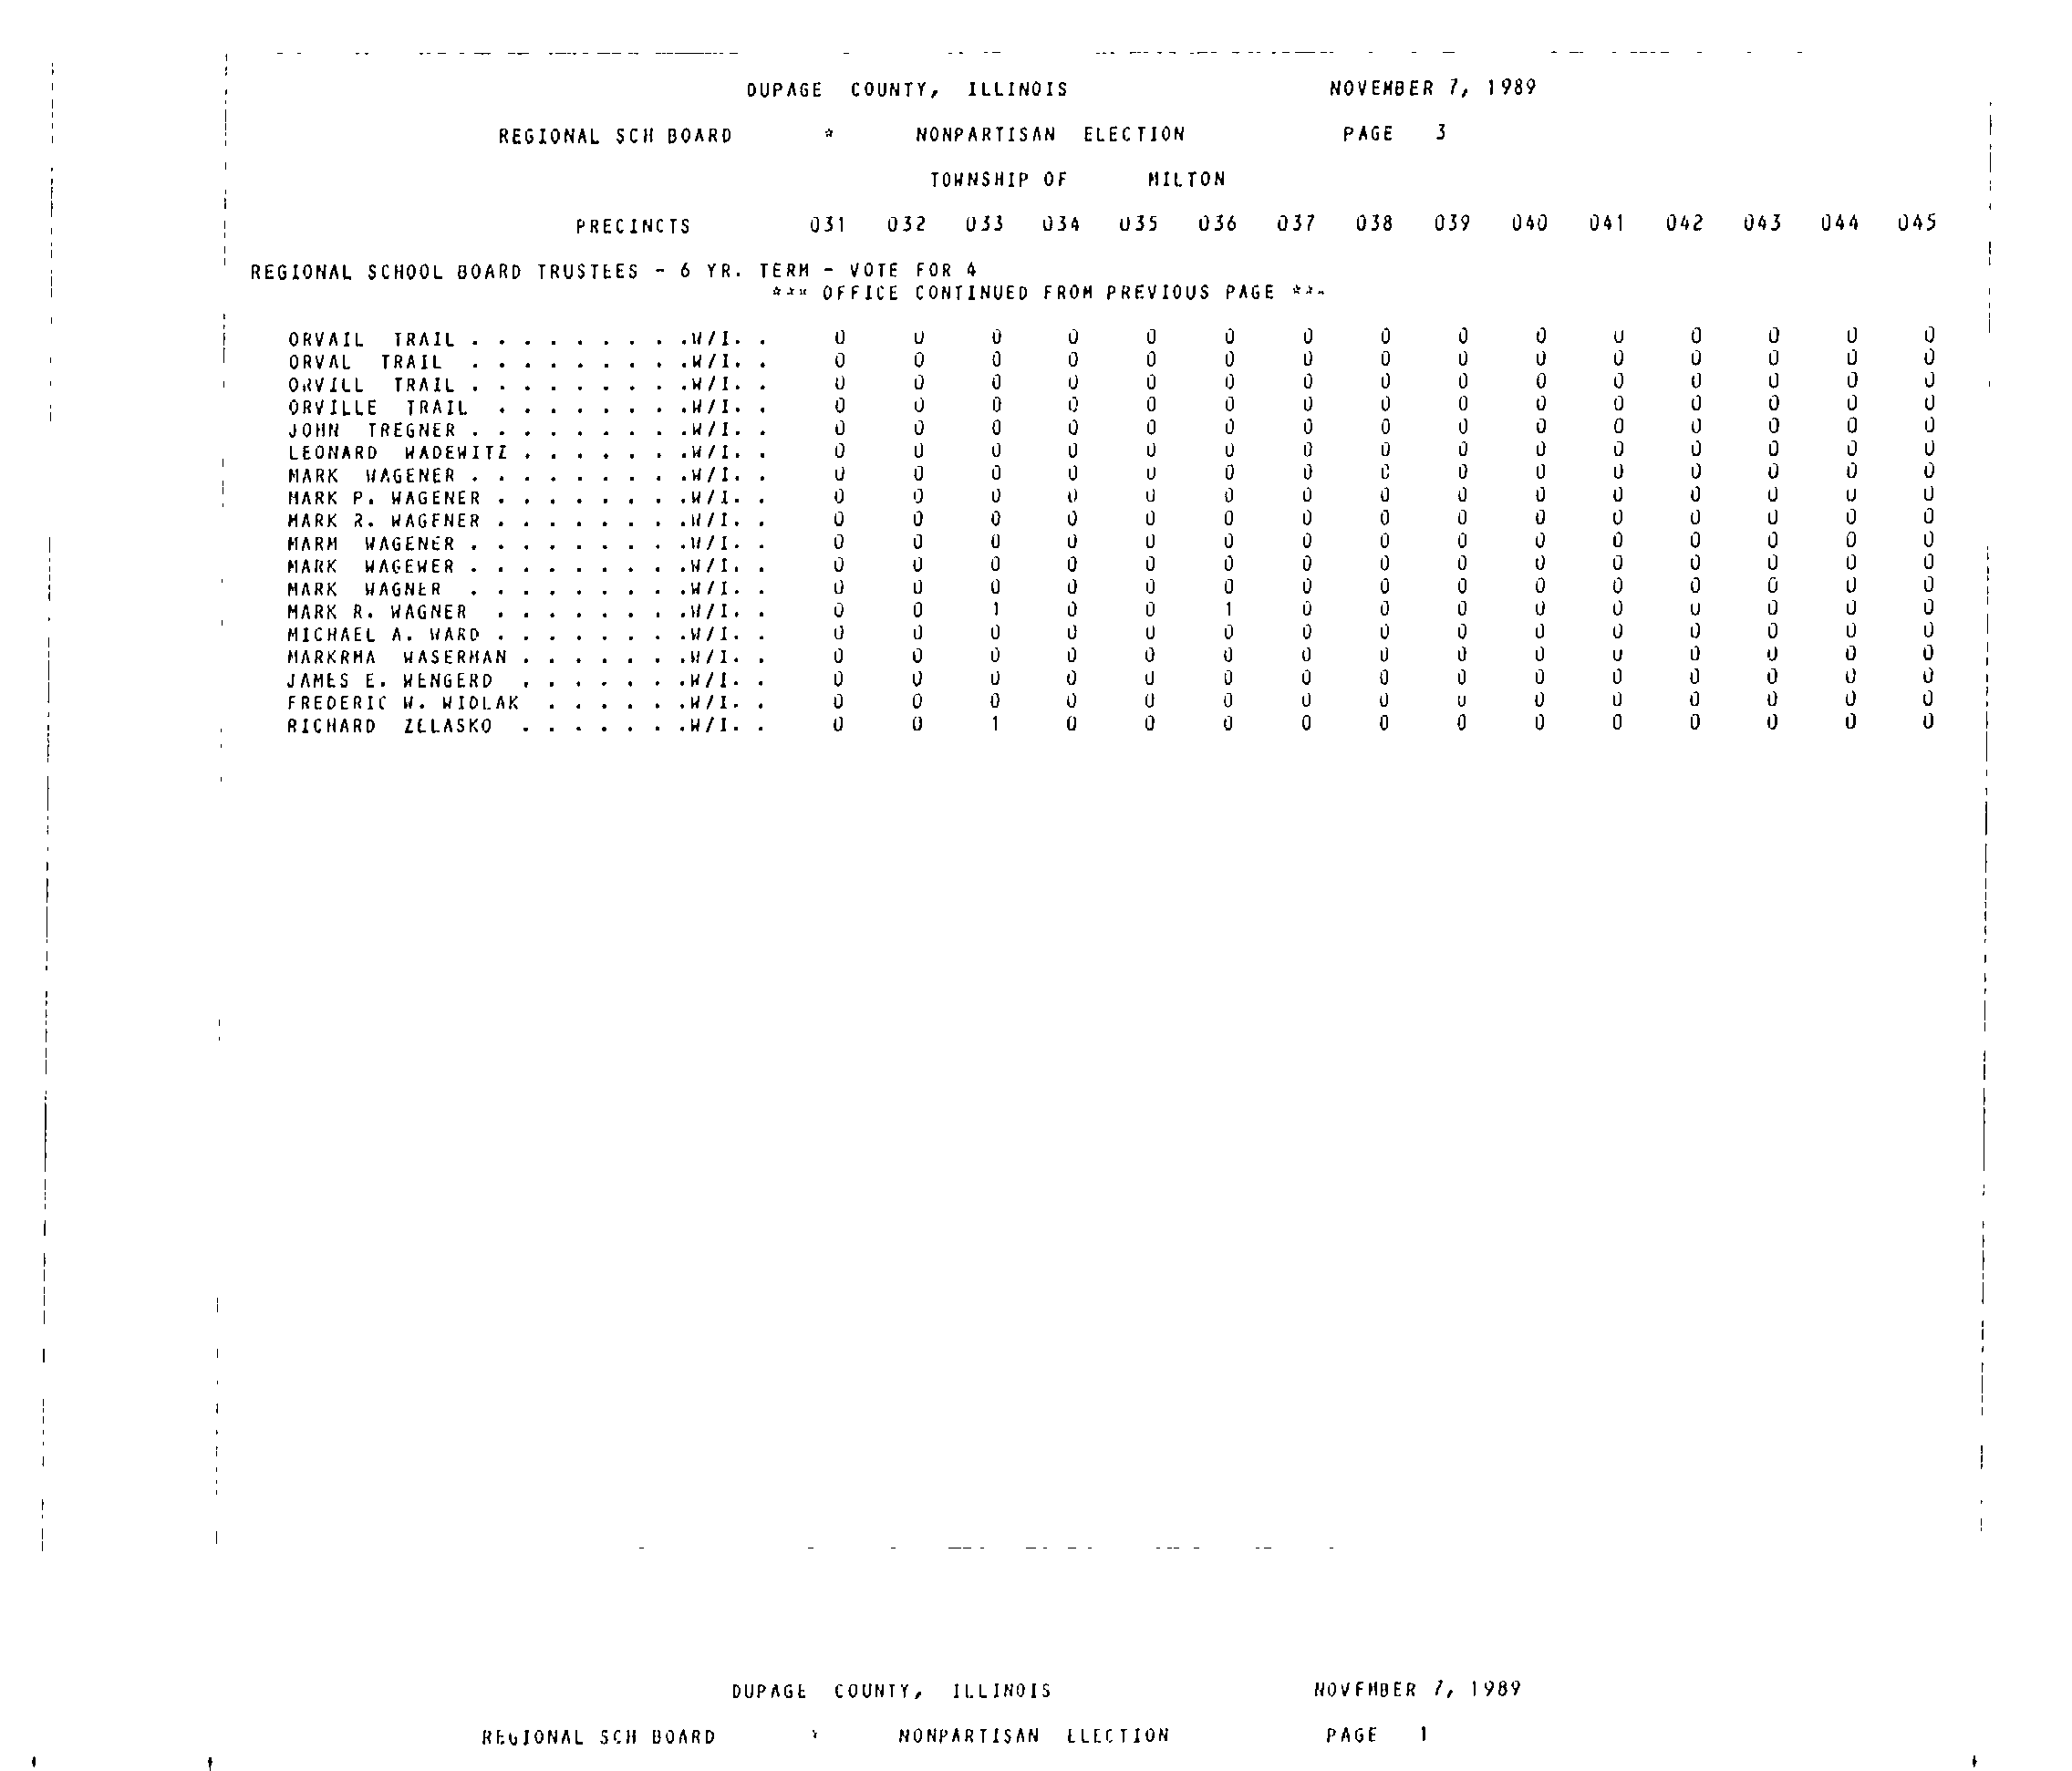 DUPAGE COUNTY, ILLINOIS NOVEMBER 7, 1989
REGIONAL SCH BOARD * NONPARTISAN ELECTION PAGE 3
TOWNSHIP OF MILTON
PRECINCTS 031 032 033 034 035 036 037 038 039 040 041 042 043 044 045
REGIONAL SCHOOL BOARD TRUSTEES - 6 YR. TERM - VOTE FOR 4
*** OFFICE CONTINUED FROM PREVIOUS PAGE ***
ORVAIL TRAIL . . . . . . . . .W/I. . 0 0 0 0 0 0 0 0 0 0 0 0 0 0 0
ORVAL TRAIL . . . . . . . . .W/I. . 0 0 0 0 0 0 0 0 0 0 0 0 0 0 0
ORVILL TRAIL . . . . . . . . .W/I. . 0 0 0 0 0 0 0 0 0 0 0 0 0 0 0
ORVILLE TRAIL . . . . . . . .W/I. . 0 0 0 0 0 0 0 0 0 0 0 0 0 0 0
JOHN TREGNER . . . . . . . . .W/I. . 0 0 0 0 0 0 0 0 0 0 0 0 0 0 0
LEONARD WADEWITZ . . . . . . .W/I. . 0 0 0 0 0 0 0 0 0 0 0 0 0 0 0
MARK WAGENER . . . . . . . . .W/I. . 0 0 0 0 0 0 0 0 0 0 0 0 0 0 0
MARK P. WAGENER . . . . . . . .W/I. . 0 0 0 0 0 0 0 0 0 0 0 0 0 0 0
MARK R. WAGENER . . . . . . . .W/I. . 0 0 0 0 0 0 0 0 0 0 0 0 0 0 0
MARM WAGENER . . . . . . . . .W/I. . 0 0 0 0 0 0 0 0 0 0 0 0 0 0 0
MARK WAGEWER . . . . . . . . .W/I. . 0 0 0 0 0 0 0 0 0 0 0 0 0 0 0
MARK WAGNER . . . . . . . . .W/I. . 0 0 0 0 0 0 0 0 0 0 0 0 0 0 0
MARK R. WAGNER . . . . . . . .W/I. . 0 0 1 0 0 1 0 0 0 0 0 0 0 0 0
MICHAEL A. WARD . . . . . . . .W/I. . 0 0 0 0 0 0 0 0 0 0 0 0 0 0 0
MARKRMA WASERMAN . . . . . . .W/I. . 0 0 0 0 0 0 0 0 0 0 0 0 0 0 0
JAMES E. WENGERD . . . . . . .W/I. . 0 0 0 0 0 0 0 0 0 0 0 0 0 0 0
FREDERIC W. WIDLAK . . . . . .W/I. . 0 0 0 0 0 0 0 0 0 0 0 0 0 0 0
RICHARD ZELASKO . . . . . . .W/I. . 0 0 1 0 0 0 0 0 0 0 0 0 0 0 0
DUPAGE COUNTY, ILLINOIS NOVEMBER 7, 1989
REGIONAL SCH BOARD * NONPARTISAN ELECTION PAGE 1